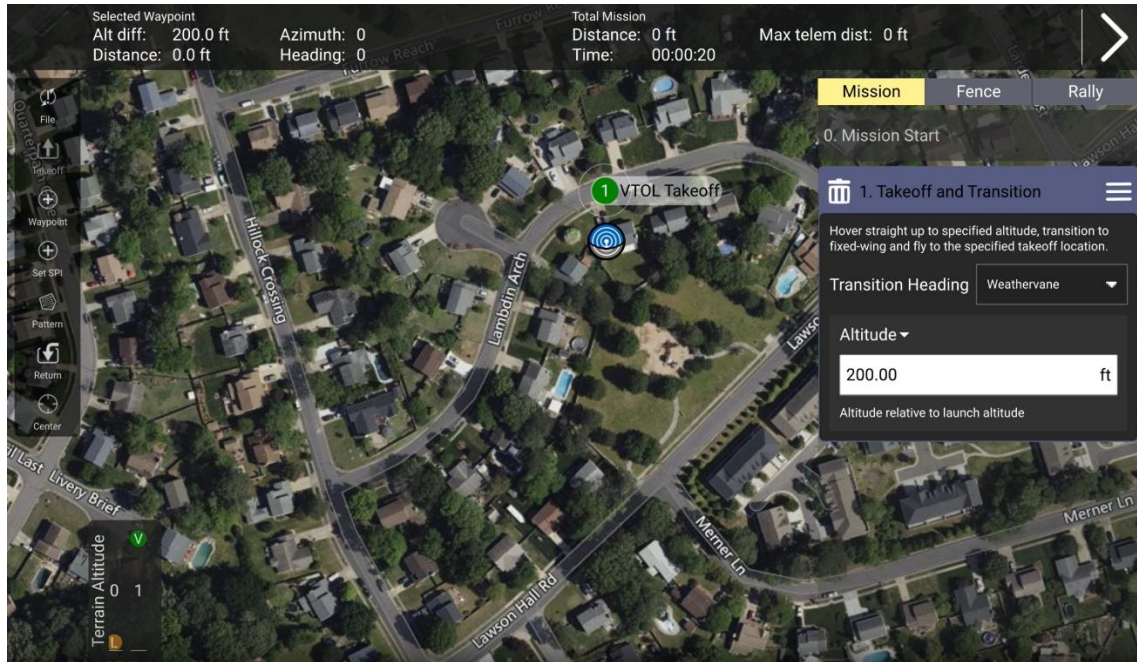 Selected Waypoint
Alt diff: 200.0 ft
Azimuth: 0
Distance: 0.0 ft
Heading: 0
Total Mission
Distance: 0 ft
Max telem dist: 0 ft
Time: 00:00:20
File
Takeoff
Waypoint
Set SPI
Pattern
Return
Center
Mission
Fence
Rally
0. Mission Start
1. Takeoff and Transition
Hover straight up to specified altitude, transition to
fixed-wing and fly to the specified takeoff location.
Transition Heading
Weathervane
Altitude
200.00 ft
Altitude relative to launch altitude
Furrow Reach
1
VTOL Takeoff
Hillock Crossing
Lambdin Arch
Livery Brief
Lawson Hall Rd
Merner Ln
Merner Ln
Terrain Altitude
V
0 1
L